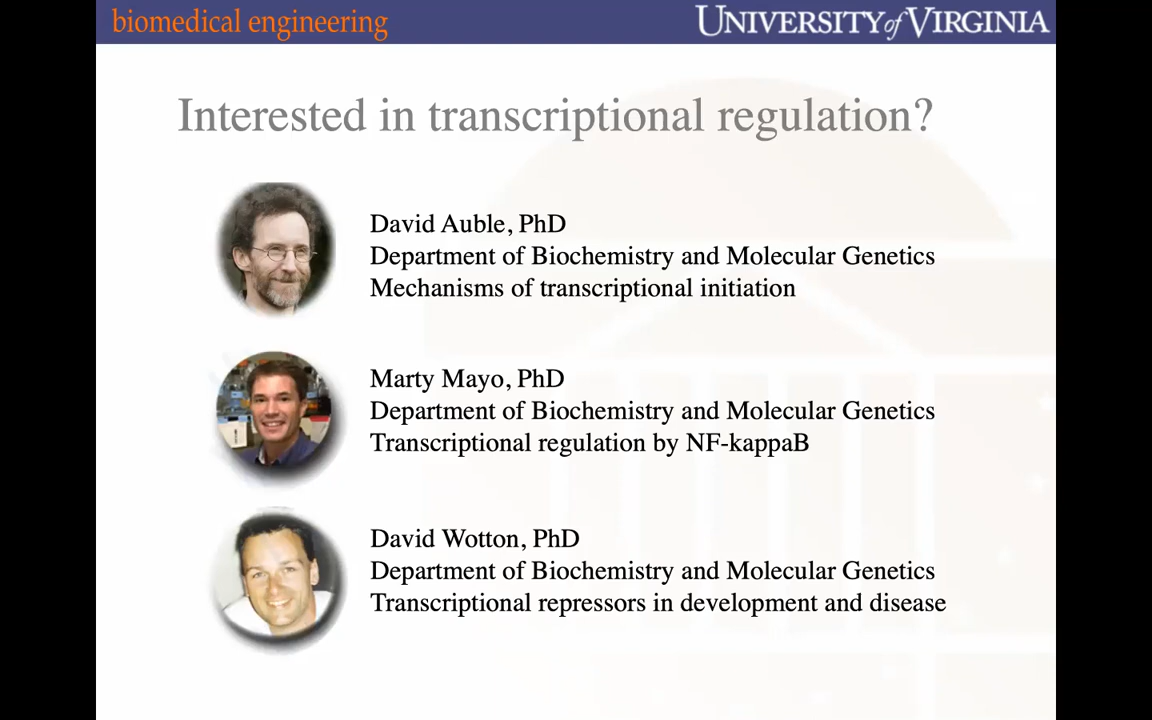 biomedical engineering
UNIVERSITY of VIRGINIA
Interested in transcriptional regulation?
David Auble, PhD
Department of Biochemistry and Molecular Genetics
Mechanisms of transcriptional initiation
Marty Mayo, PhD
Department of Biochemistry and Molecular Genetics
Transcriptional regulation by NF-kappaB
David Wotton, PhD
Department of Biochemistry and Molecular Genetics
Transcriptional repressors in development and disease